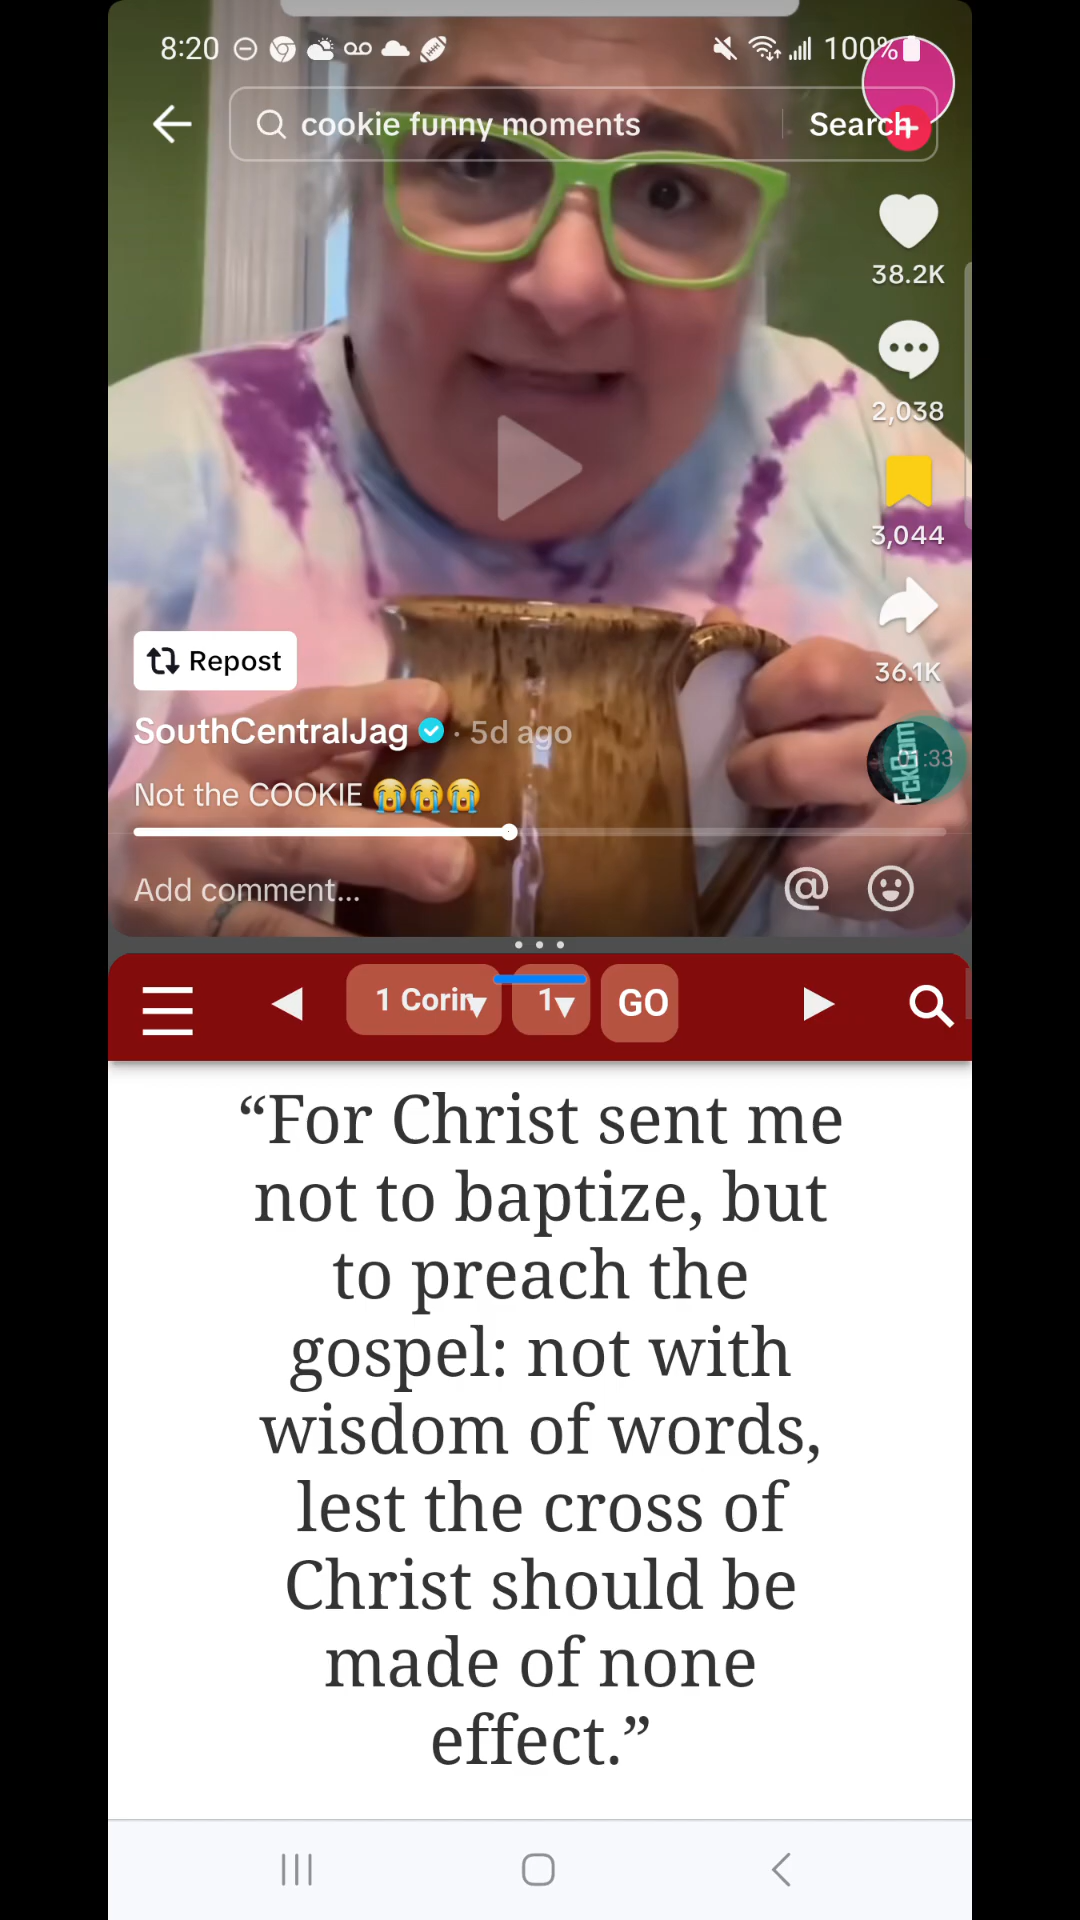 8:20
100%
cookie funny moments
Search
38.2K
2,038
3,044
36.1K
Repost
SouthCentralJag · 5d ago
:33
FckBam
Not the COOKIE 😭😭😭
Add comment...
@
1 Corin
1
GO
“For Christ sent me
not to baptize, but
to preach the
gospel: not with
wisdom of words,
lest the cross of
Christ should be
made of none
effect.”